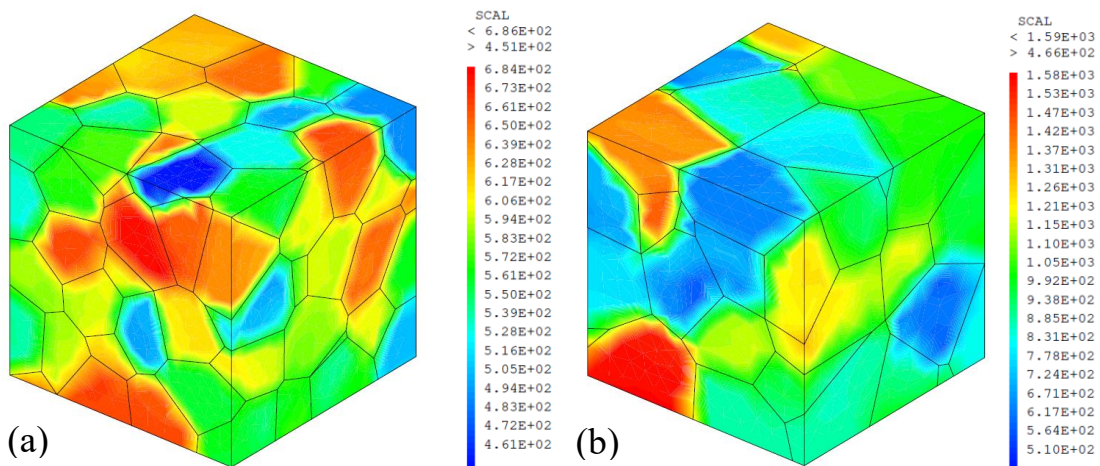 SCAL
< 6.86E+02
> 4.51E+02
6.84E+02
6.73E+02
6.61E+02
6.50E+02
6.39E+02
6.28E+02
6.17E+02
6.06E+02
5.94E+02
5.83E+02
5.72E+02
5.61E+02
5.50E+02
5.39E+02
5.28E+02
5.16E+02
5.05E+02
4.94E+02
4.83E+02
4.72E+02
4.61E+02
(a)
SCAL
< 1.59E+03
> 4.66E+02
1.58E+03
1.53E+03
1.47E+03
1.42E+03
1.37E+03
1.31E+03
1.26E+03
1.21E+03
1.15E+03
1.10E+03
1.05E+03
9.92E+02
9.38E+02
8.85E+02
8.31E+02
7.78E+02
7.24E+02
6.71E+02
6.17E+02
5.64E+02
5.10E+02
(b)